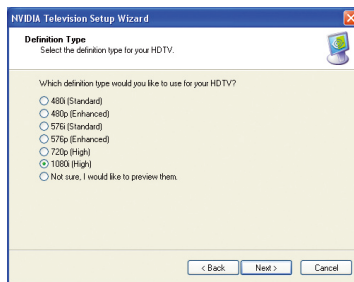 NVIDIA Television Setup Wizard
Definition Type
Select the definition type for your HDTV.
Which definition type would you like to use for your HDTV?
480i (Standard)
480p (Enhanced)
576i (Standard)
576p (Enhanced)
720p (High)
1080i (High)
Not sure, I would like to preview them.
< Back Next > Cancel